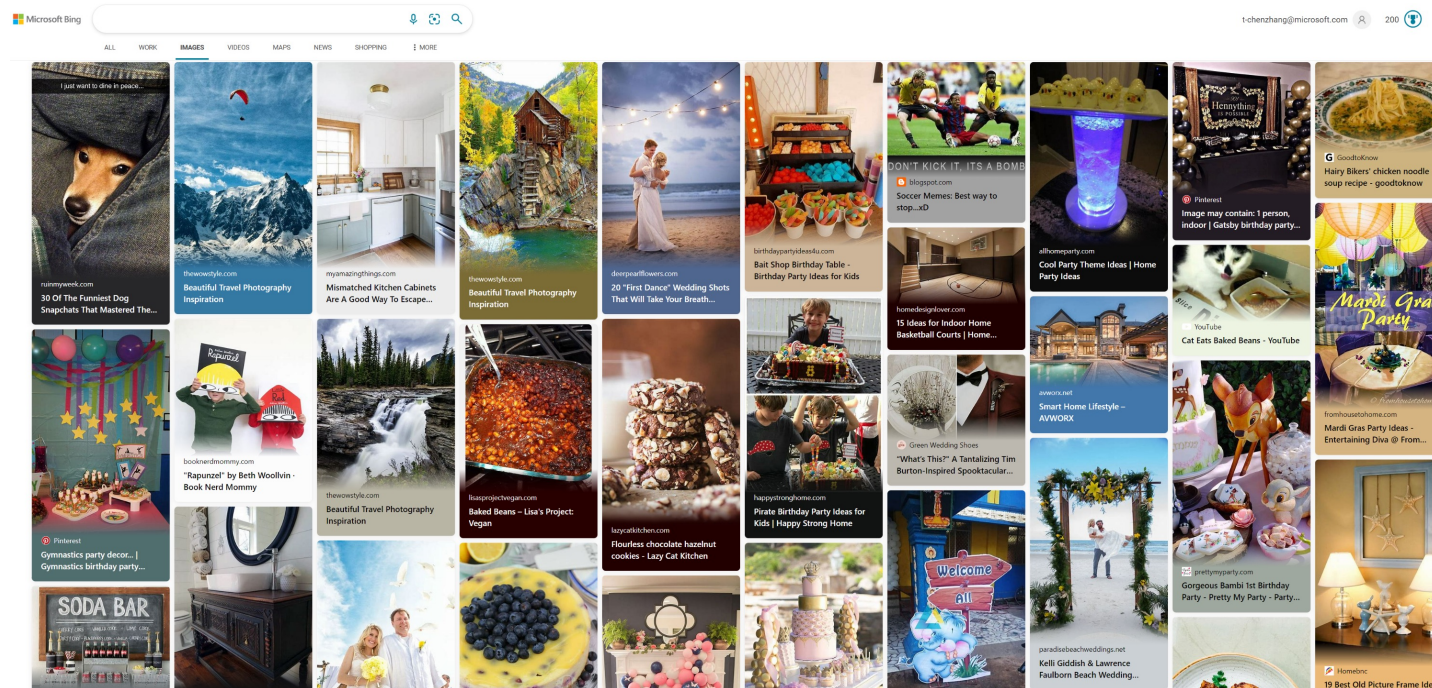 Microsoft Bing
t-chenzhang@microsoft.com
200
ALL
WORK
IMAGES
VIDEOS
MAPS
NEWS
SHOPPING
MORE
I just want to dine in peace...
ruinmyweek.com
30 Of The Funniest Dog
Snapchats That Mastered The...
Pinterest
Gymnastics party decor... |
Gymnastics birthday party...
SODA BAR
thewowstyle.com
Beautiful Travel Photography
Inspiration
Rapunzel
Red
booknerdmommy.com
"Rapunzel" by Beth Woollvin ·
Book Nerd Mommy
myamazingthings.com
Mismatched Kitchen Cabinets
Are A Good Way To Escape...
thewowstyle.com
Beautiful Travel Photography
Inspiration
thewowstyle.com
Beautiful Travel Photography
Inspiration
lisasprojectvegan.com
Baked Beans – Lisa's Project:
Vegan
deerpearlflowers.com
20 "First Dance" Wedding Shots
That Will Take Your Breath...
lazycatkitchen.com
Flourless chocolate hazelnut
cookies - Lazy Cat Kitchen
birthdaypartyideas4u.com
Bait Shop Birthday Table -
Birthday Party Ideas for Kids
happystronghome.com
Pirate Birthday Party Ideas for
Kids | Happy Strong Home
DON'T KICK IT, ITS A BOMB
blogspot.com
Soccer Memes: Best way to
stop...xD
homedesignlover.com
15 Ideas for Indoor Home
Basketball Courts | Home...
Green Wedding Shoes
"What's This?" A Tantalizing Tim
Burton-Inspired Spooktacular...
Welcome
All
allhomeparty.com
Cool Party Theme Ideas | Home
Party Ideas
avworx.net
Smart Home Lifestyle –
AVWORX
paradisebeachweddings.net
Kelli Giddish & Lawrence
Faulborn Beach Wedding...
Hennything
IS POSSIBLE
Pinterest
Image may contain: 1 person,
indoor | Gatsby birthday party...
Slice
YouTube
Cat Eats Baked Beans - YouTube
prettymyparty.com
Gorgeous Bambi 1st Birthday
Party - Pretty My Party - Party...
GoodtoKnow
Hairy Bikers' chicken noodle
soup recipe - goodtoknow
Mardi Gra
Party
fromhousetohome.com
Mardi Gras Party Ideas -
Entertaining Diva @ From...
Homebnc
19 Best Old Picture Frame Ide